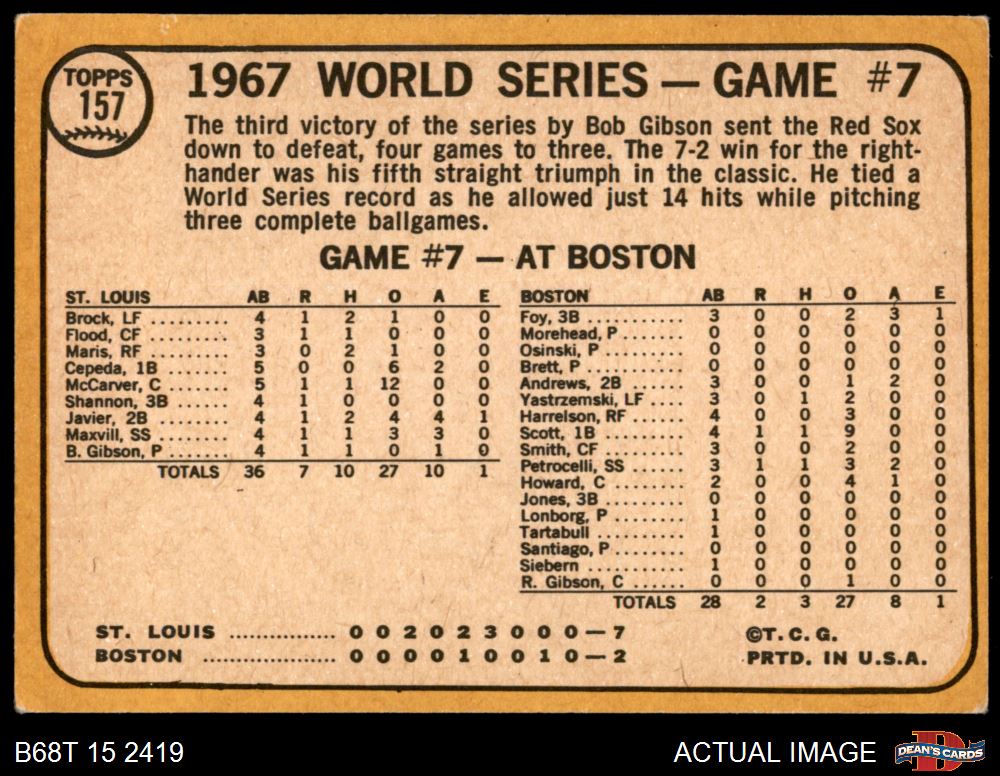 TOPPS
157
1967 WORLD SERIES — GAME #7
The third victory of the series by Bob Gibson sent the Red Sox
down to defeat, four games to three. The 7-2 win for the right-
hander was his fifth straight triumph in the classic. He tied a
World Series record as he allowed just 14 hits while pitching
three complete ballgames.
GAME #7 — AT BOSTON
ST. LOUIS AB R H O A E
Brock, LF ......... 4 1 2 1 0 0
Flood, CF ......... 3 1 1 0 0 0
Maris, RF ......... 3 0 2 1 0 0
Cepeda, 1B ....... 5 0 0 6 2 0
McCarver, C ....... 5 1 1 12 0 0
Shannon, 3B ...... 4 1 0 0 0 0
Javier, 2B ........ 4 1 2 4 4 1
Maxvill, SS ........ 4 1 1 3 3 0
B. Gibson, P ....... 4 1 1 0 1 0
TOTALS 36 7 10 27 10 1
BOSTON AB R H O A E
Foy, 3B ............ 3 0 0 2 3 1
Morehead, P ....... 0 0 0 0 0 0
Osinski, P ......... 0 0 0 0 0 0
Brett, P ........... 0 0 0 0 0 0
Andrews, 2B ....... 3 0 0 1 2 0
Yastrzemski, LF .... 3 0 1 2 0 0
Harrelson, RF ...... 4 0 0 3 0 0
Scott, 1B .......... 4 1 1 9 0 0
Smith, CF .......... 3 0 0 2 0 0
Petrocelli, SS ...... 3 1 1 3 2 0
Howard, C ......... 2 0 0 4 1 0
Jones, 3B .......... 0 0 0 0 0 0
Lonborg, P ........ 1 0 0 0 0 0
Tartabull .......... 1 0 0 0 0 0
Santiago, P ........ 0 0 0 0 0 0
Siebern ........... 1 0 0 0 0 0
R. Gibson, C ...... 0 0 0 1 0 0
TOTALS 28 2 3 27 8 1
ST. LOUIS ................ 0 0 2 0 2 3 0 0 0—7
BOSTON .................... 0 0 0 0 1 0 0 1 0—2
©T. C. G.
PRTD. IN U.S.A.
B68T 15 2419
ACTUAL IMAGE
D
DEAN'S CARDS